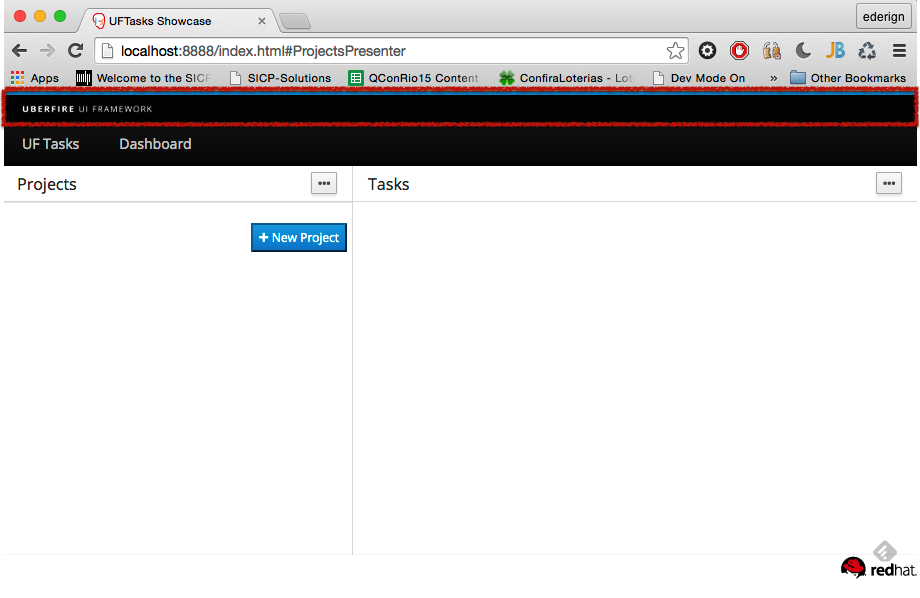 UFTasks Showcase
ederign
localhost:8888/index.html#ProjectsPresenter
JB
Apps Welcome to the SICP SICP-Solutions QConRio15 Content ConfiraLoterias - Lot Dev Mode On » Other Bookmarks
UBERFIRE UI FRAMEWORK
UF Tasks Dashboard
Projects Tasks
+ New Project
redhat.